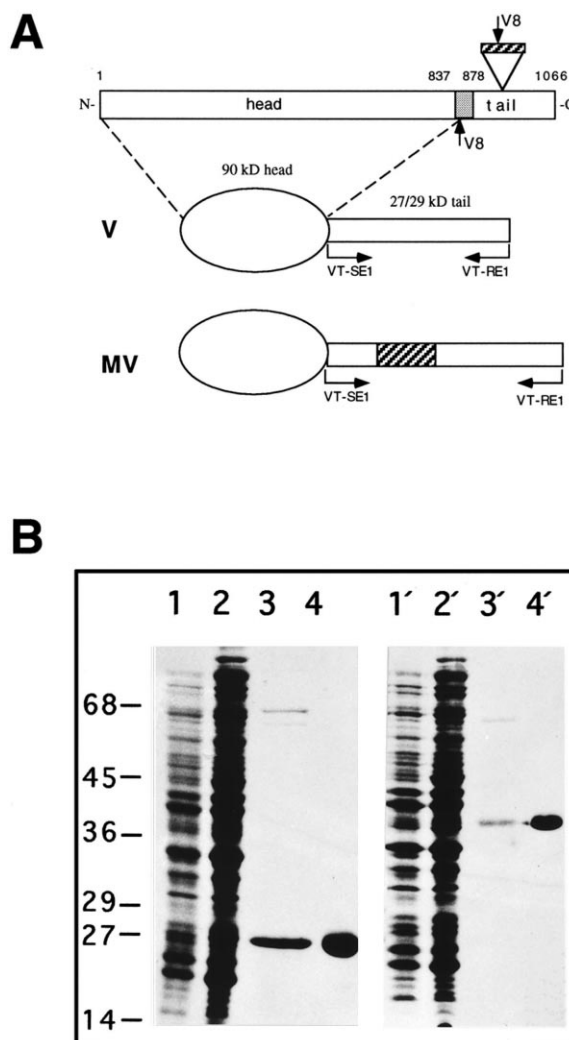 A
V8
1
837
878
1066
N-
head
tail
-C
V8
90 kD head
27/29 kD tail
V
VT-SE1
VT-RE1
MV
VT-SE1
VT-RE1
B
1 2 3 4 1′ 2′ 3′ 4′
68
45
36
29
27
14